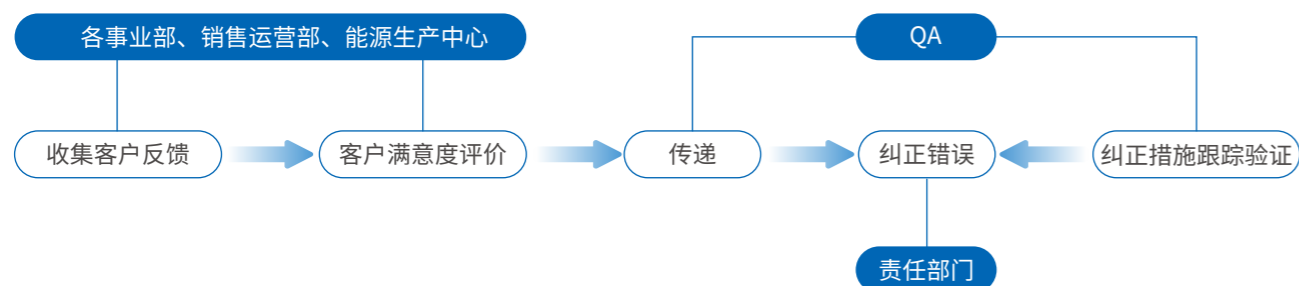 各事业部、销售运营部、能源生产中心
QA
收集客户反馈
客户满意度评价
传递
纠正错误
纠正措施跟踪验证
责任部门